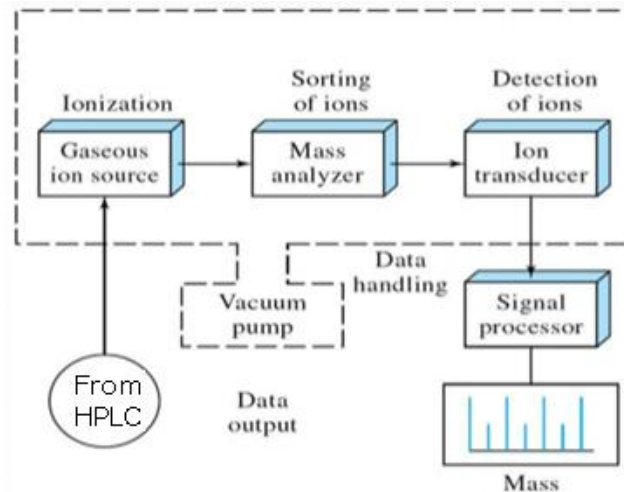 Ionization
Sorting
of ions
Detection
of ions
Gaseous
ion source
Mass
analyzer
Ion
transducer
Vacuum
pump
Data
handling
Signal
processor
From
HPLC
Data
output
Mass